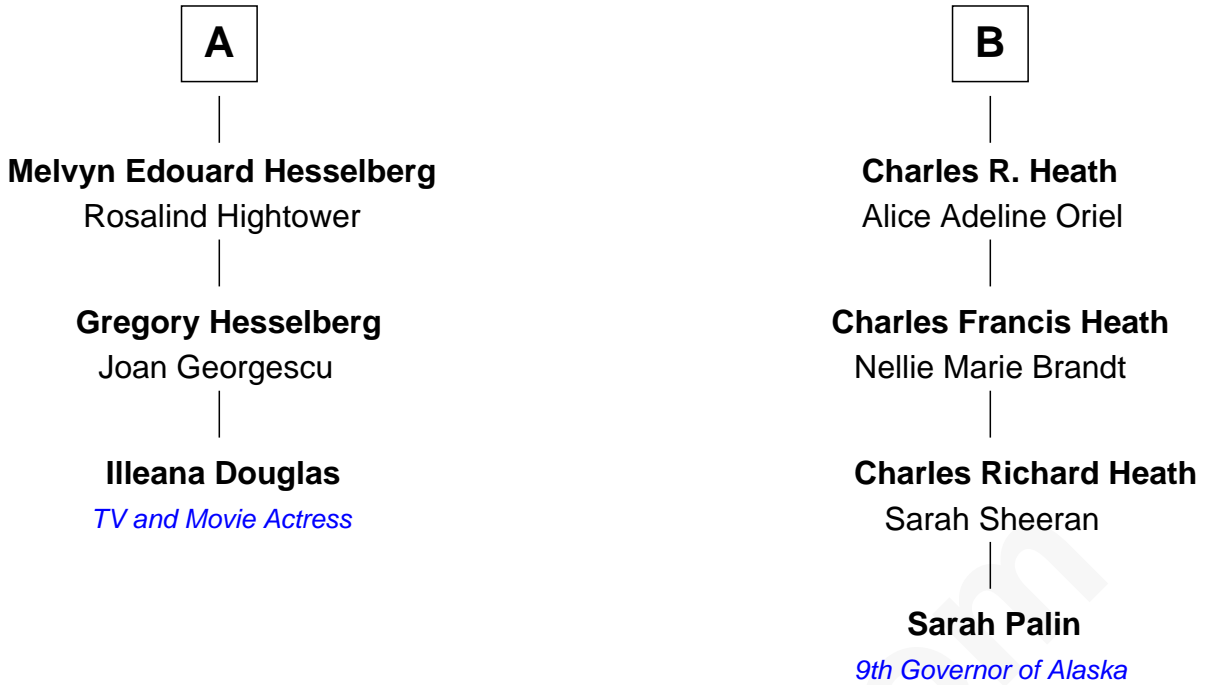 A
Melvyn Edouard Hesselberg
Rosalind Hightower
Gregory Hesselberg
Joan Georgescu
Illeana Douglas
TV and Movie Actress
B
Charles R. Heath
Alice Adeline Oriel
Charles Francis Heath
Nellie Marie Brandt
Charles Richard Heath
Sarah Sheeran
Sarah Palin
9th Governor of Alaska